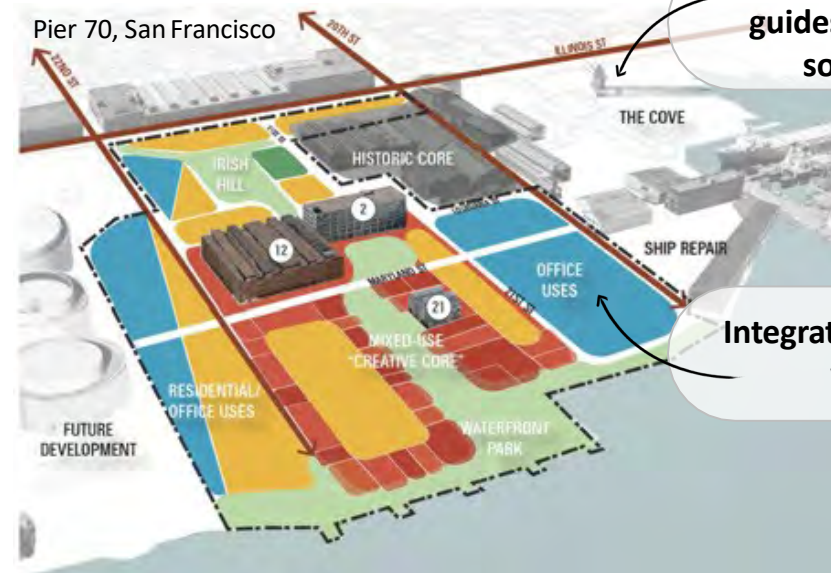 Pier 70, San Francisco
20TH ST
22ND ST
ILLINOIS ST
guides
so
THE COVE
HISTORIC CORE
IRISH
HILL
2
12
SHIP REPAIR
OFFICE
USES
MARYLAND ST
21ST ST
21
Integrat
MIXED-USE
"CREATIVE CORE"
RESIDENTIAL/
OFFICE USES
FUTURE
DEVELOPMENT
WATERFRONT
PARK